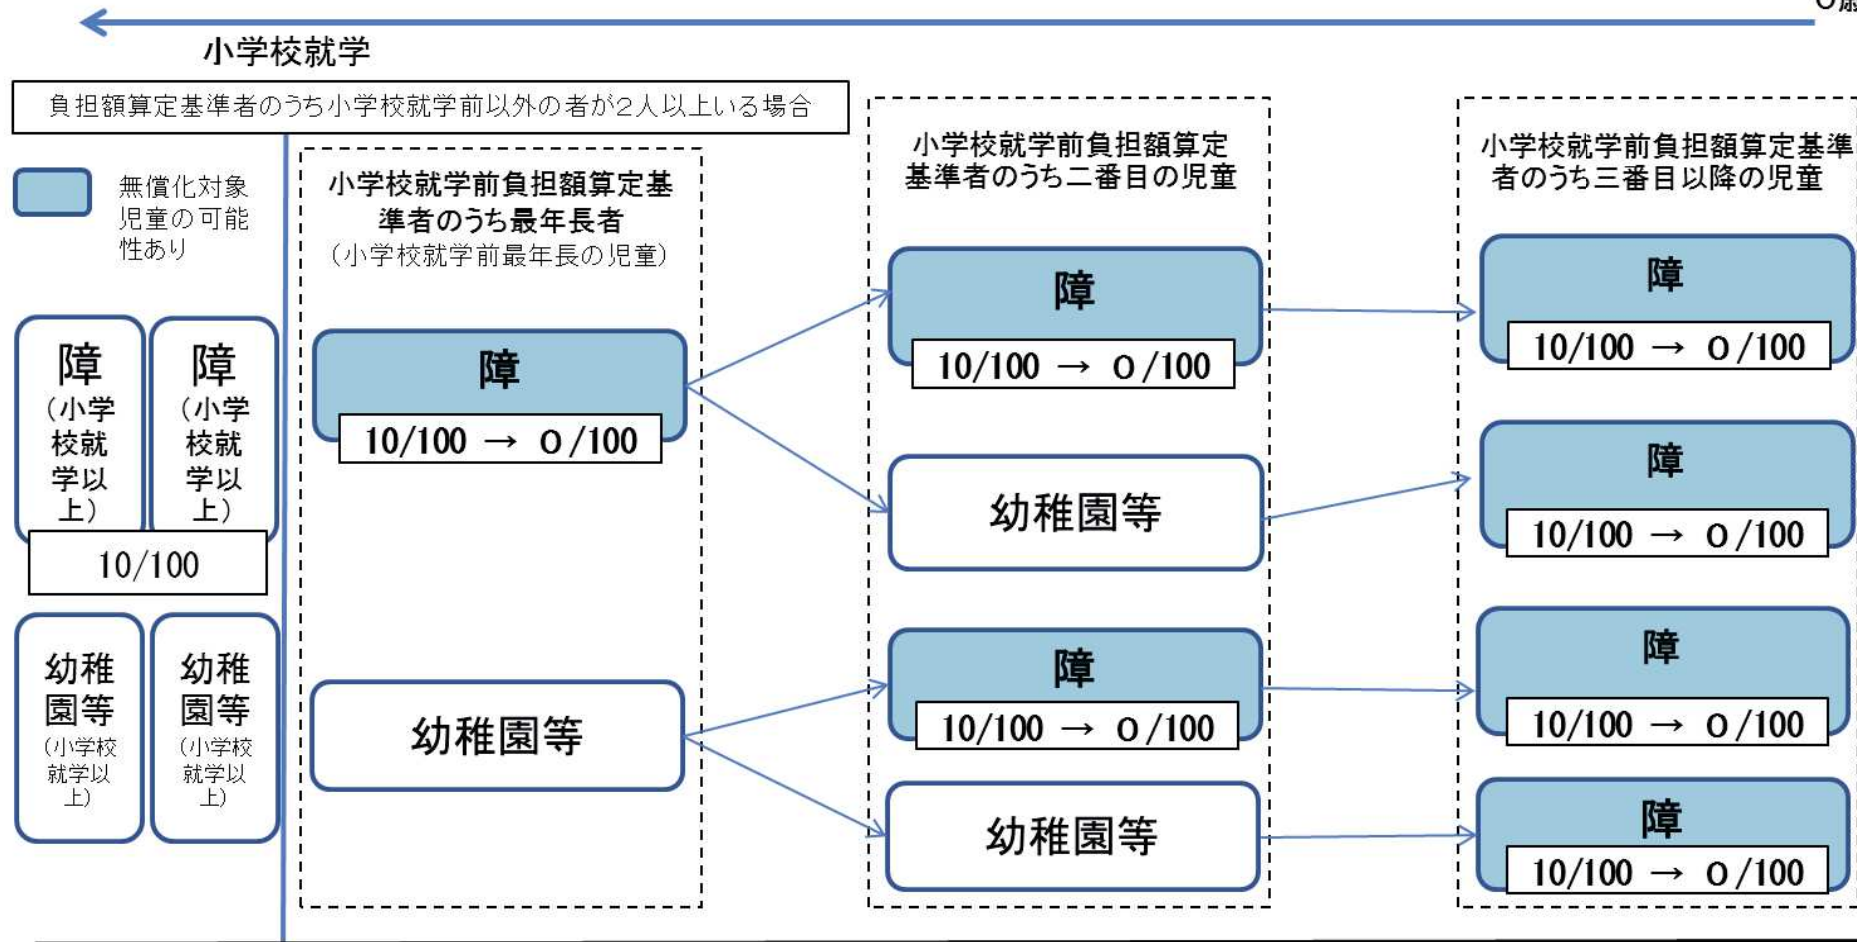 小学校就学
負担額算定基準者のうち小学校就学前以外の者が2人以上いる場合
無償化対象
児童の可能
性あり
障
(小学
校就
学以
上)
障
(小学
校就
学以
上)
10/100
幼稚
園等
(小学校
就学以
上)
幼稚
園等
(小学校
就学以
上)
小学校就学前負担額算定基
準者のうち最年長者
(小学校就学前最年長の児童)
障
10/100 → 0/100
幼稚園等
小学校就学前負担額算定
基準者のうち二番目の児童
障
10/100 → 0/100
幼稚園等
障
10/100 → 0/100
幼稚園等
小学校就学前負担額算定基準
者のうち三番目以降の児童
障
10/100 → 0/100
障
10/100 → 0/100
障
10/100 → 0/100
障
10/100 → 0/100